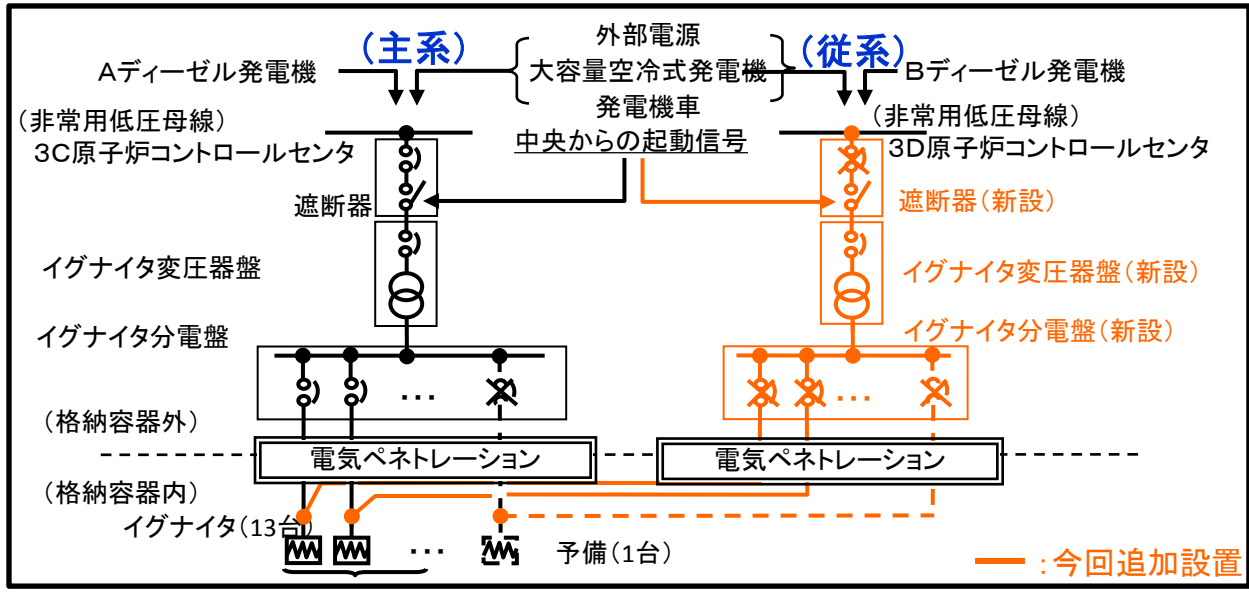 (主系)
外部電源
(従系)
Aディーゼル発電機
大容量空冷式発電機
Bディーゼル発電機
発電機車
(非常用低圧母線)
3C原子炉コントロールセンタ
中央からの起動信号
(非常用低圧母線)
3D原子炉コントロールセンタ
遮断器
遮断器(新設)
イグナイタ変圧器盤
イグナイタ変圧器盤(新設)
イグナイタ分電盤
イグナイタ分電盤(新設)
…
…
(格納容器外)
電気ペネトレーション
電気ペネトレーション
(格納容器内)
イグナイタ(13台)
…
予備(1台)
:今回追加設置